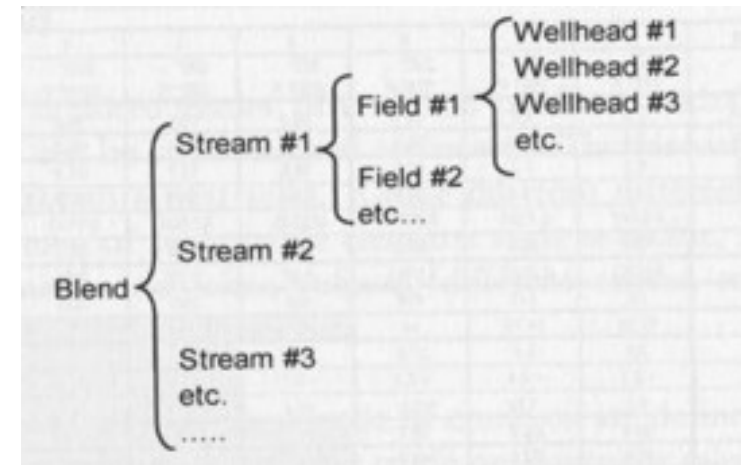 Wellhead #1
Wellhead #2
Wellhead #3
etc.
Field #1
Field #2
etc...
Stream #1
Stream #2
Stream #3
etc.
.....
Blend